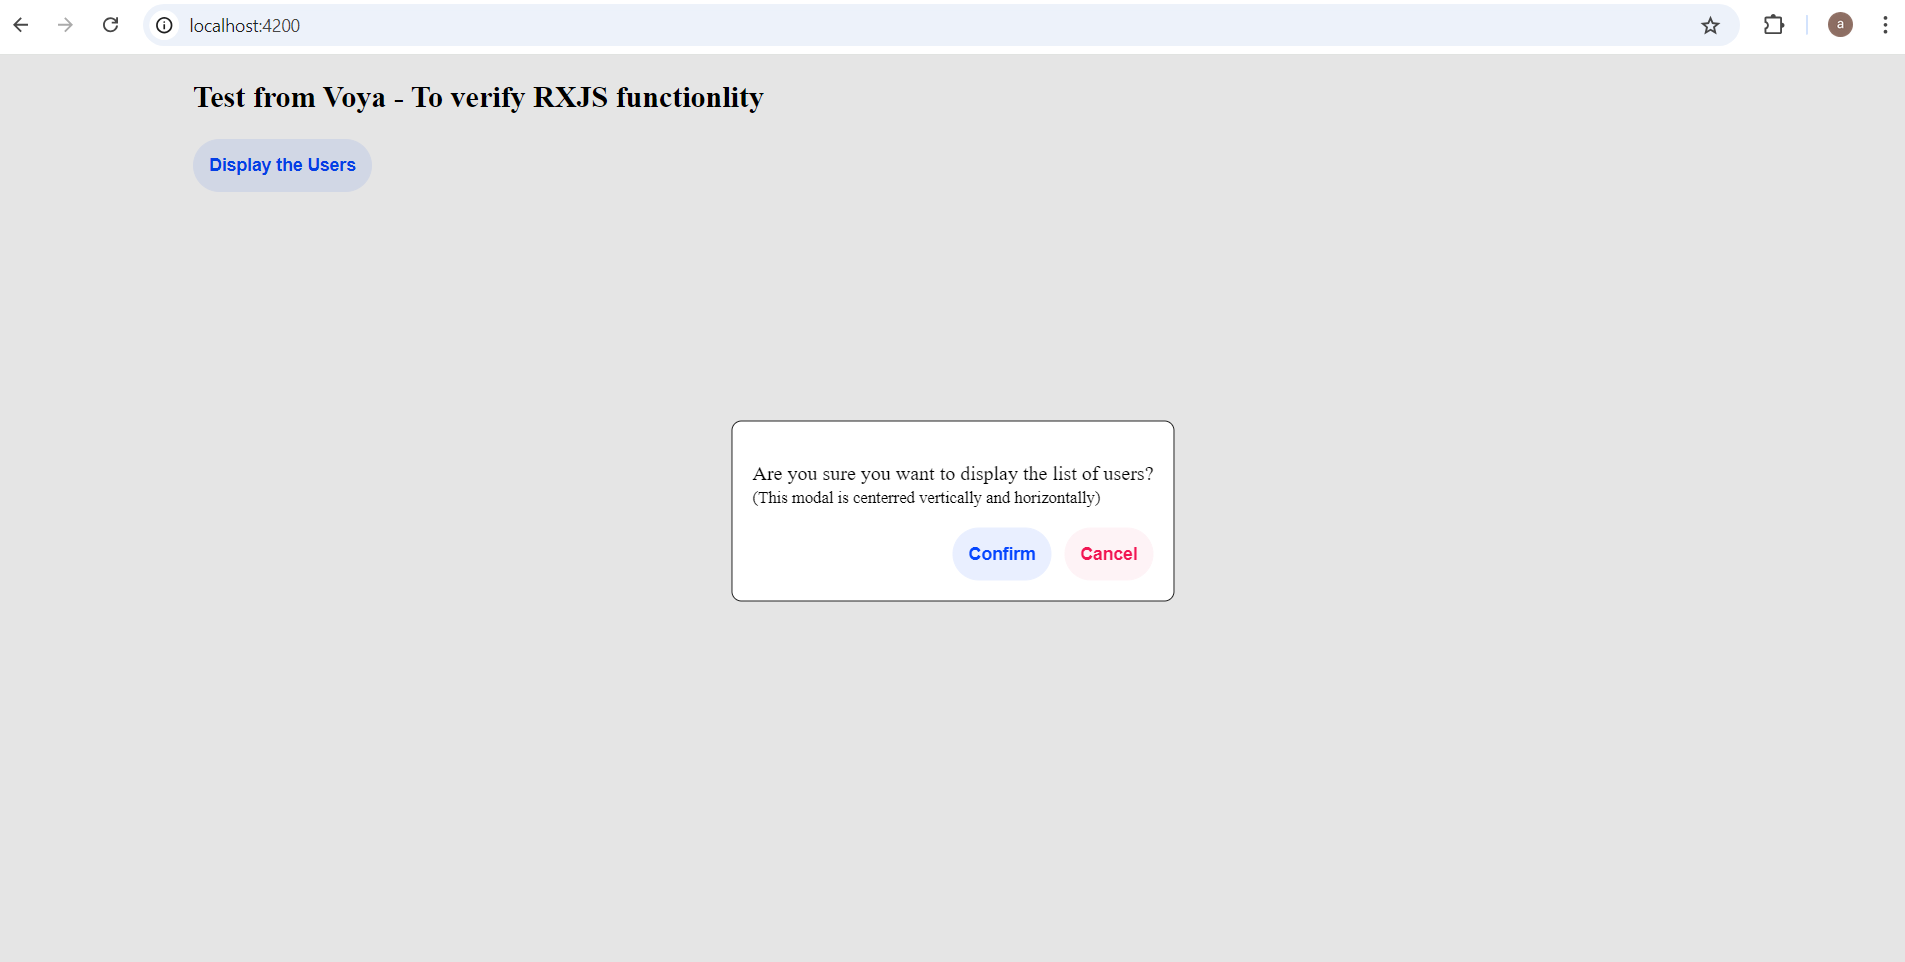 localhost:4200
a
Test from Voya - To verify RXJS functionlity
Display the Users
Are you sure you want to display the list of users?
(This modal is centerred vertically and horizontally)
Confirm
Cancel